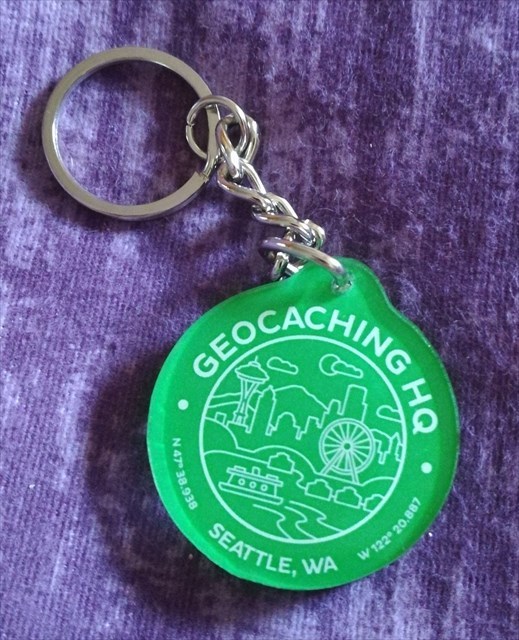 GEOCACHING HQ
N 47° 38.938
W 122° 20.887
SEATTLE, WA